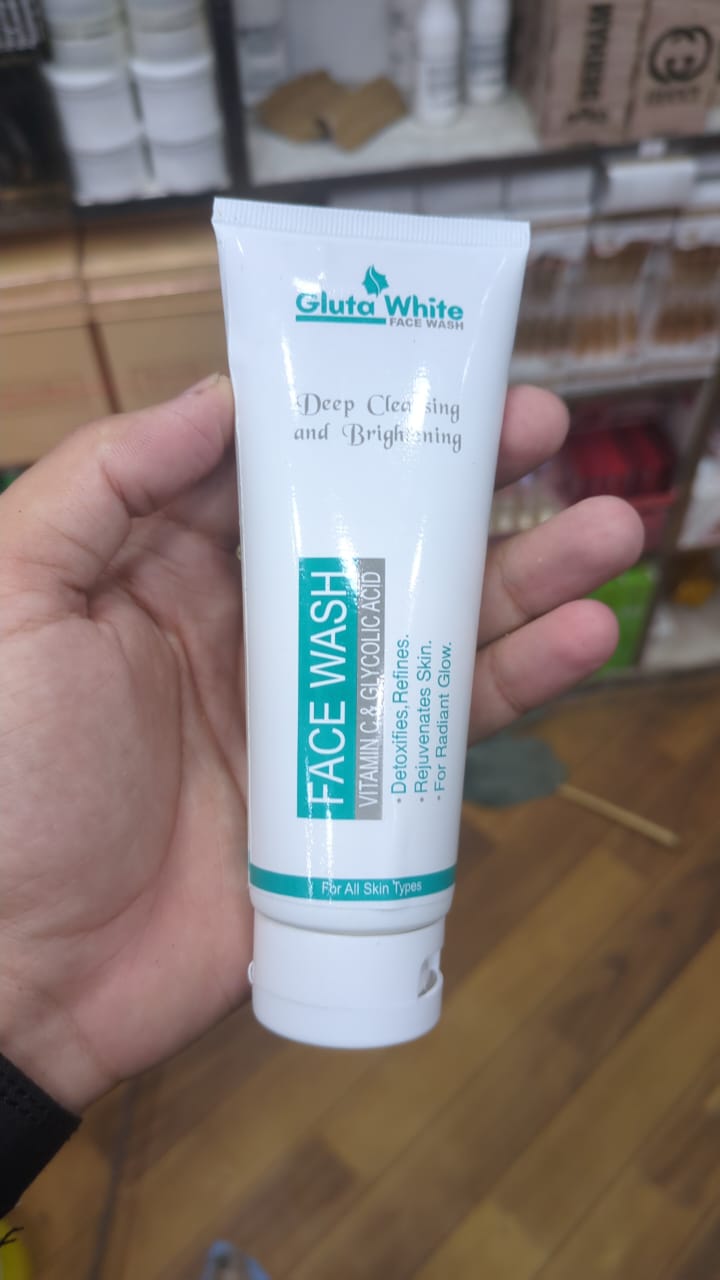 Gluta White
FACE WASH
Deep Cleansing
and Brightening
FACE WASH
VITAMIN C.& GLYCOLIC ACID
• Detoxifies,Refines.
• Rejuvenates Skin.
• For Radiant Glow.
For All Skin Types